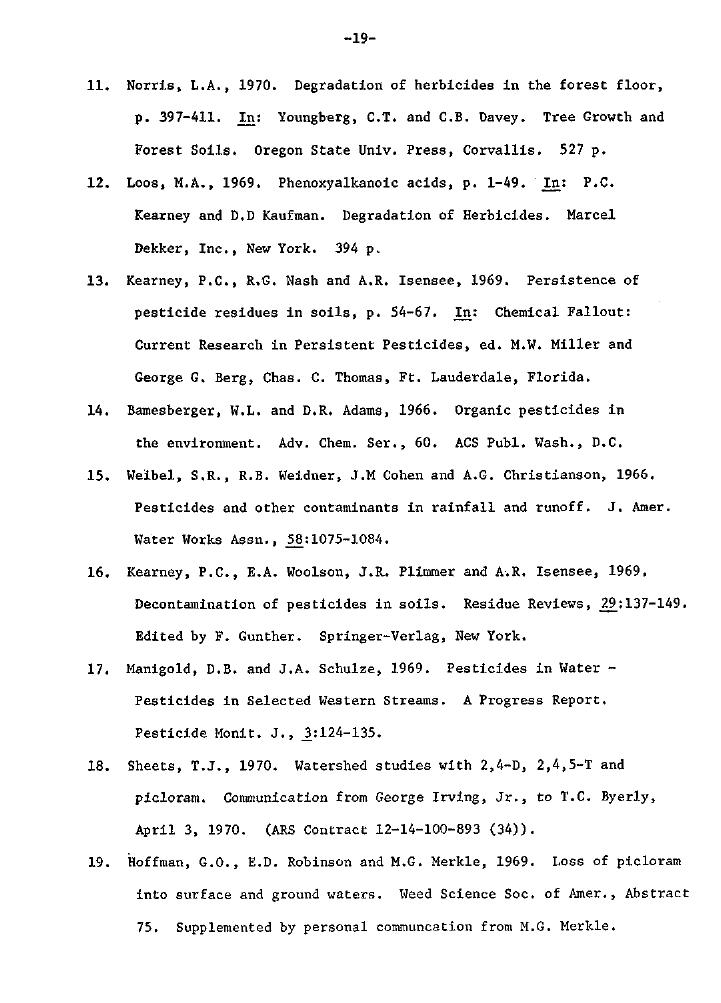 -19-
11. Norris, L.A., 1970. Degradation of herbicides in the forest floor,
p. 397-411. In: Youngberg, C.T. and C.B. Davey. Tree Growth and
Forest Soils. Oregon State Univ. Press, Corvallis. 527 p.
12. Loos, M.A., 1969. Phenoxyalkanoic acids, p. 1-49. In: P.C.
Kearney and D.D Kaufman. Degradation of Herbicides. Marcel
Dekker, Inc., New York. 394 p.
13. Kearney, P.C., R.G. Nash and A.R. Isensee, 1969. Persistence of
pesticide residues in soils, p. 54-67. In: Chemical Fallout:
Current Research in Persistent Pesticides, ed. M.W. Miller and
George G. Berg, Chas. C. Thomas, Ft. Lauderdale, Florida.
14. Bamesberger, W.L. and D.R. Adams, 1966. Organic pesticides in
the environment. Adv. Chem. Ser., 60. ACS Publ. Wash., D.C.
15. Weibel, S.R., R.B. Weidner, J.M Cohen and A.G. Christianson, 1966.
Pesticides and other contaminants in rainfall and runoff. J. Amer.
Water Works Assn., 58:1075-1084.
16. Kearney, P.C., E.A. Woolson, J.R. Plimmer and A.R. Isensee, 1969.
Decontamination of pesticides in soils. Residue Reviews, 29:137-149.
Edited by F. Gunther. Springer-Verlag, New York.
17. Manigold, D.B. and J.A. Schulze, 1969. Pesticides in Water -
Pesticides in Selected Western Streams. A Progress Report.
Pesticide Monit. J., 3:124-135.
18. Sheets, T.J., 1970. Watershed studies with 2,4-D, 2,4,5-T and
picloram. Communication from George Irving, Jr., to T.C. Byerly,
April 3, 1970. (ARS Contract 12-14-100-893 (34)).
19. Hoffman, G.O., E.D. Robinson and M.G. Merkle, 1969. Loss of picloram
into surface and ground waters. Weed Science Soc. of Amer., Abstract
75. Supplemented by personal communcation from M.G. Merkle.